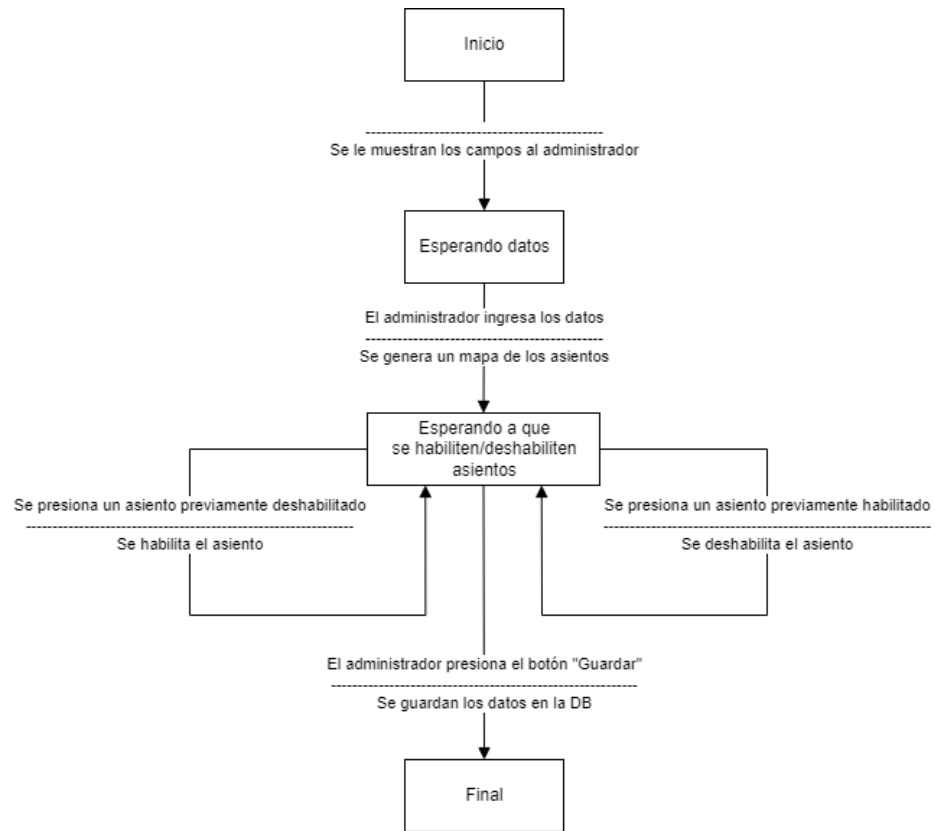 Inicio
Se le muestran los campos al administrador
Esperando datos
El administrador ingresa los datos
Se genera un mapa de los asientos
Esperando a que
se habiliten/deshabiliten
asientos
Se presiona un asiento previamente deshabilitado
Se habilita el asiento
Se presiona un asiento previamente habilitado
Se deshabilita el asiento
El administrador presiona el botón "Guardar"
Se guardan los datos en la DB
Final